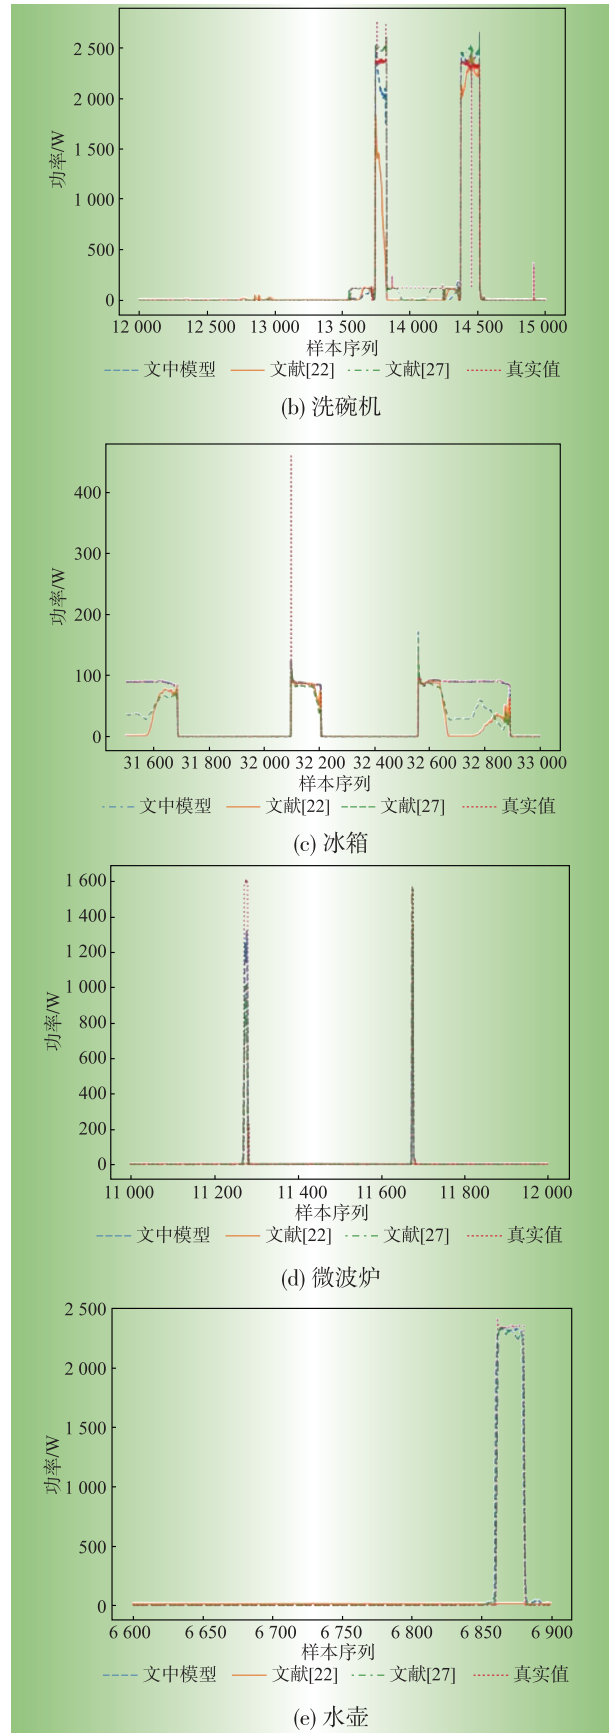 2 500
2 000
1 500
1 000
500
0
功率/W
12 000 12 500 13 000 13 500 14 000 14 500 15 000
样本序列
文中模型 文献[22] 文献[27] 真实值
(b) 洗碗机
400
300
200
100
0
功率/W
31 600 31 800 32 000 32 200 32 400 32 600 32 800 33 000
样本序列
文中模型 文献[22] 文献[27] 真实值
(c) 冰箱
1 600
1 400
1 200
1 000
800
600
400
200
0
功率/W
11 000 11 200 11 400 11 600 11 800 12 000
样本序列
文中模型 文献[22] 文献[27] 真实值
(d) 微波炉
2 500
2 000
1 500
1 000
500
0
功率/W
6 600 6 650 6 700 6 750 6 800 6 850 6 900
样本序列
文中模型 文献[22] 文献[27] 真实值
(e) 水壶